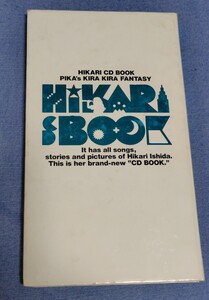 HIKARI CD BOOK
PIKA's KIRA KIRA FANTASY
HIKARI
S BOOK
It has all songs,
stories and pictures of Hikari Ishida.
This is her brand-new "CD BOOK."